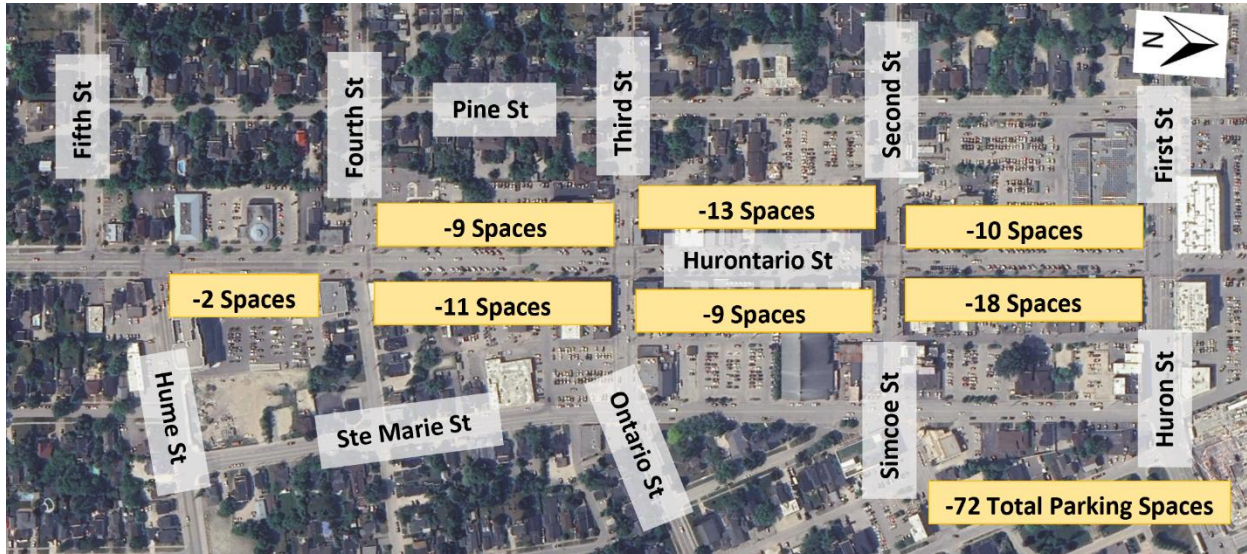 N
Fifth St
Fourth St
Pine St
Third St
Second St
First St
-9 Spaces
-13 Spaces
-10 Spaces
Hurontario St
-2 Spaces
-11 Spaces
-9 Spaces
-18 Spaces
Hume St
Ste Marie St
Ontario St
Simcoe St
Huron St
-72 Total Parking Spaces